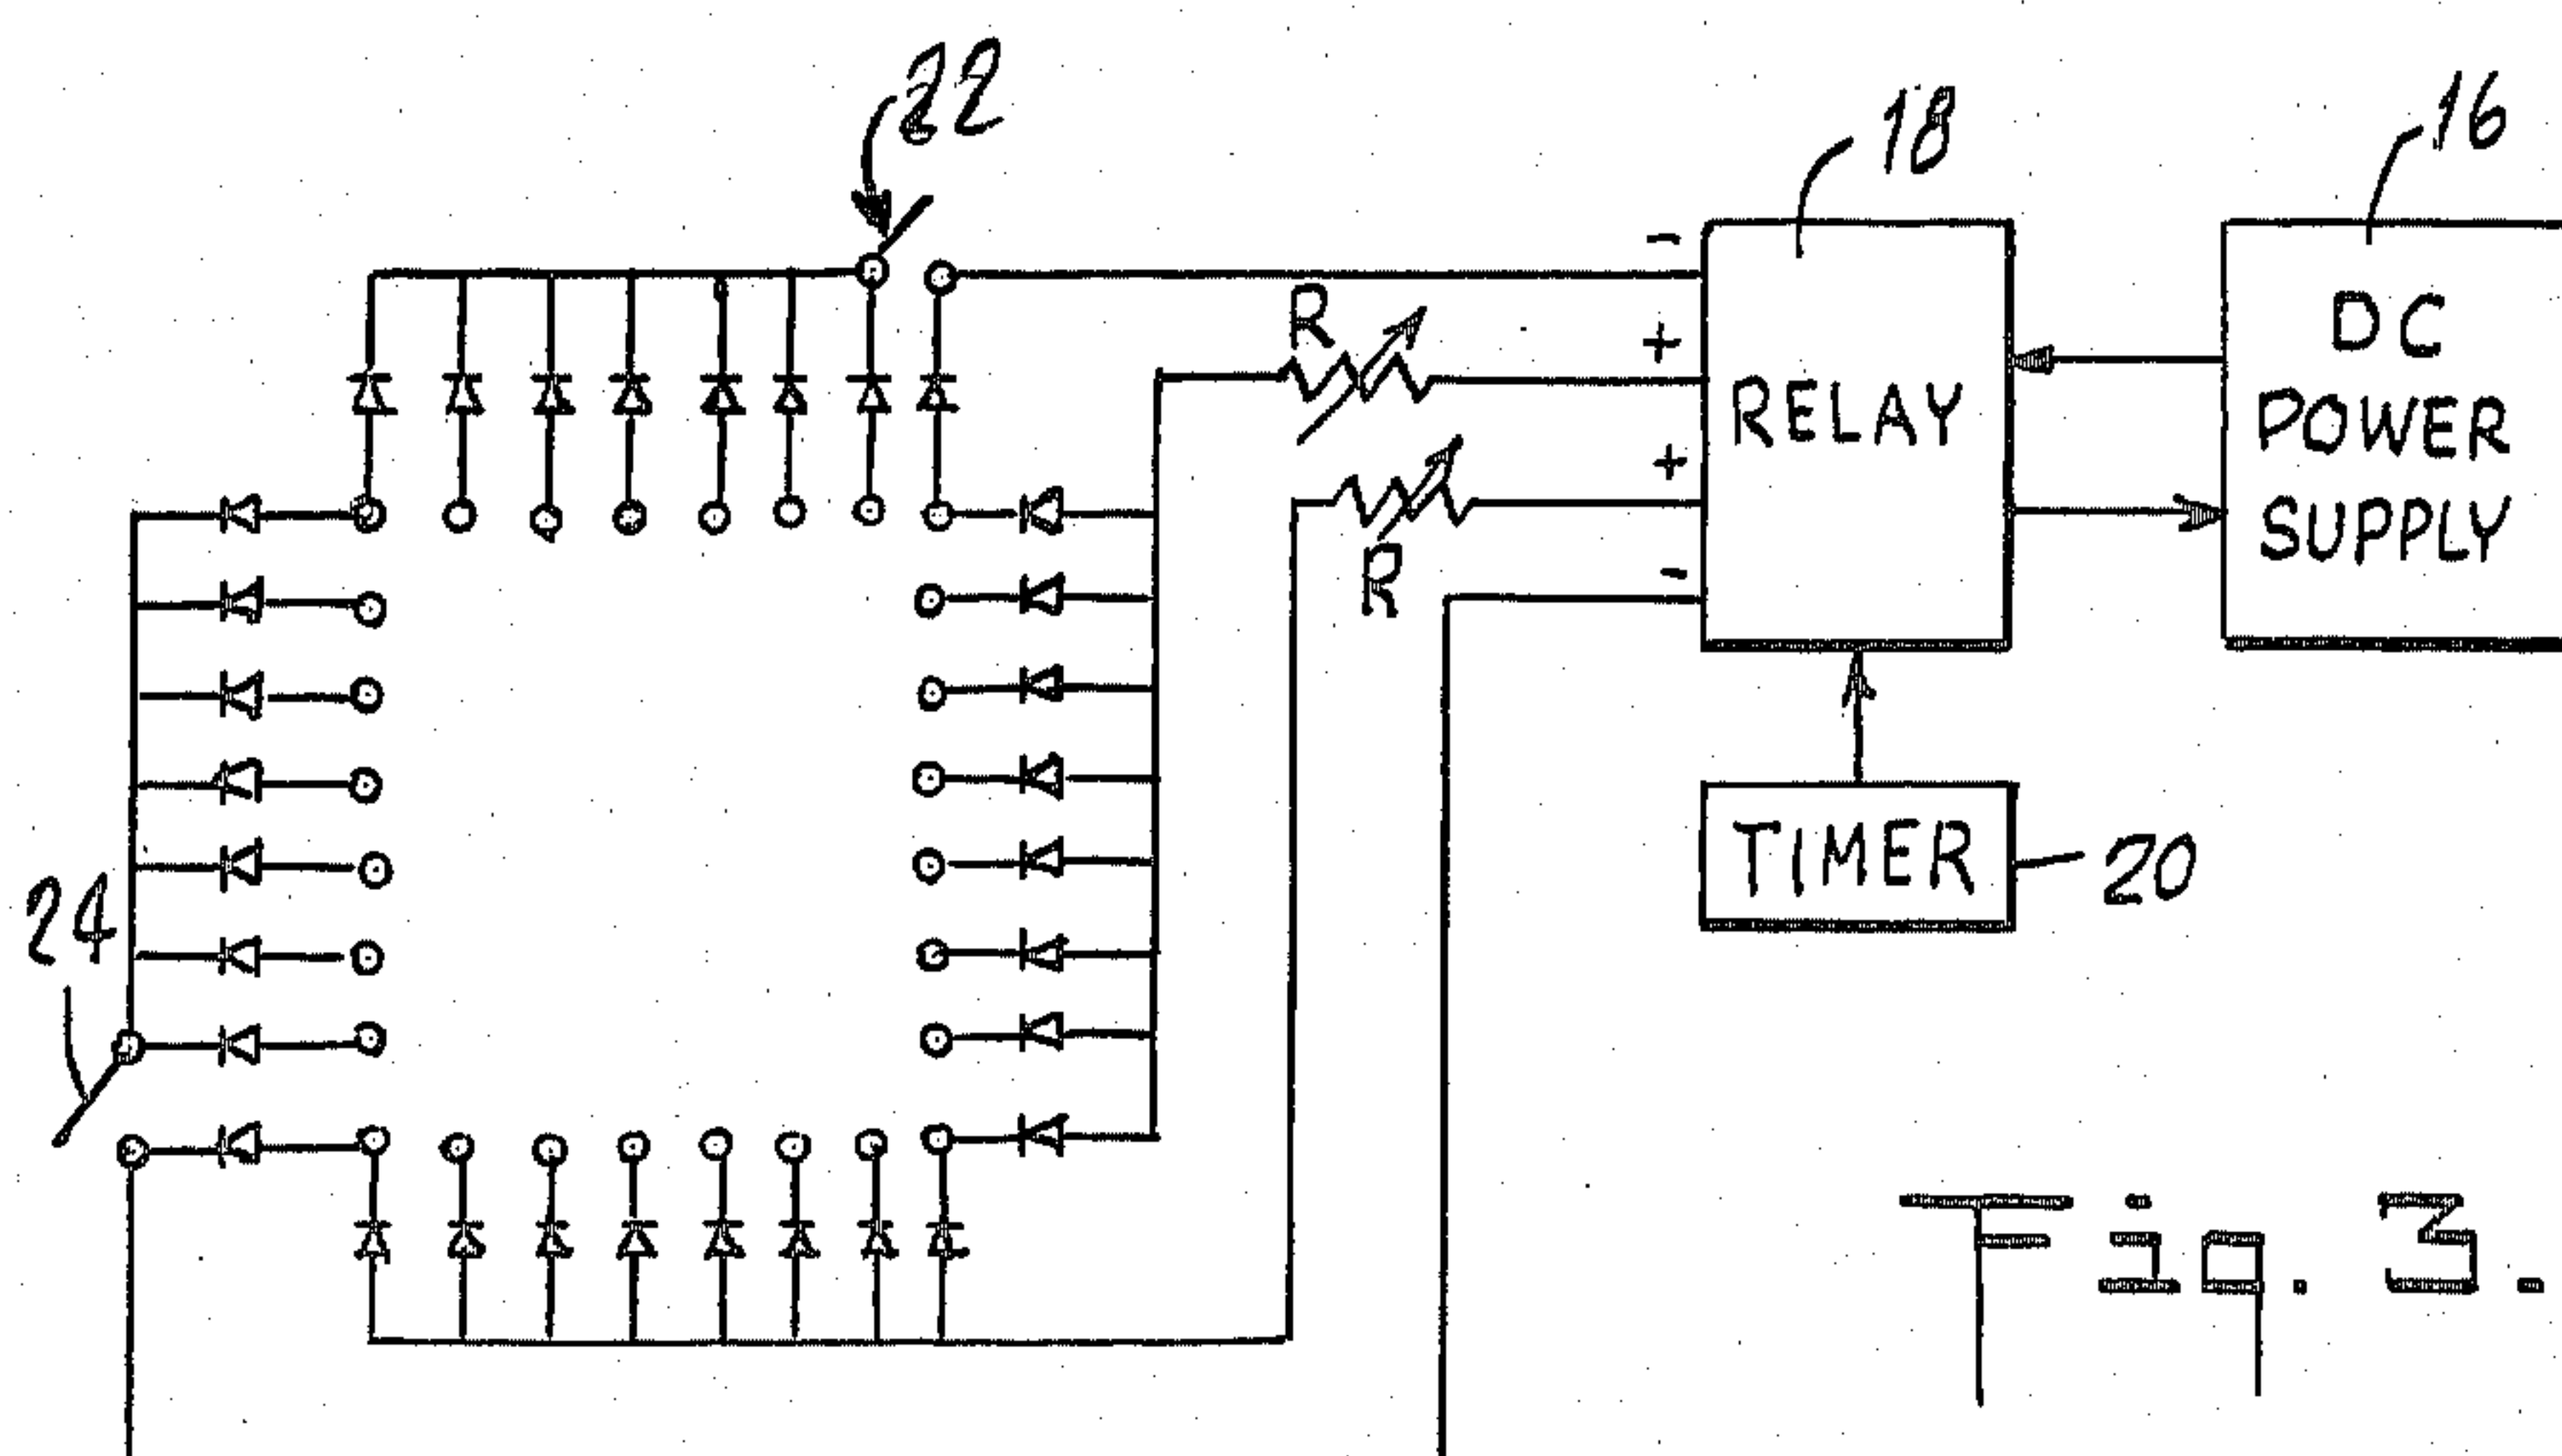 22
18
16
-
+
+
-
R
R
RELAY
DC
POWER
SUPPLY
TIMER
20
24
Fig. 3.